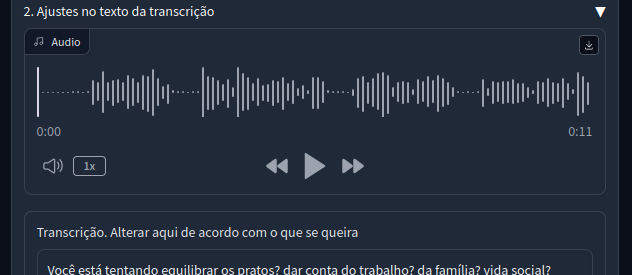 2. Ajustes no texto da transcrição
Audio
0:00
0:11
1x
Transcrição. Alterar aqui de acordo com o que se queira
Você está tentando equilibrar os pratos? dar conta do trabalho? da família? vida social?